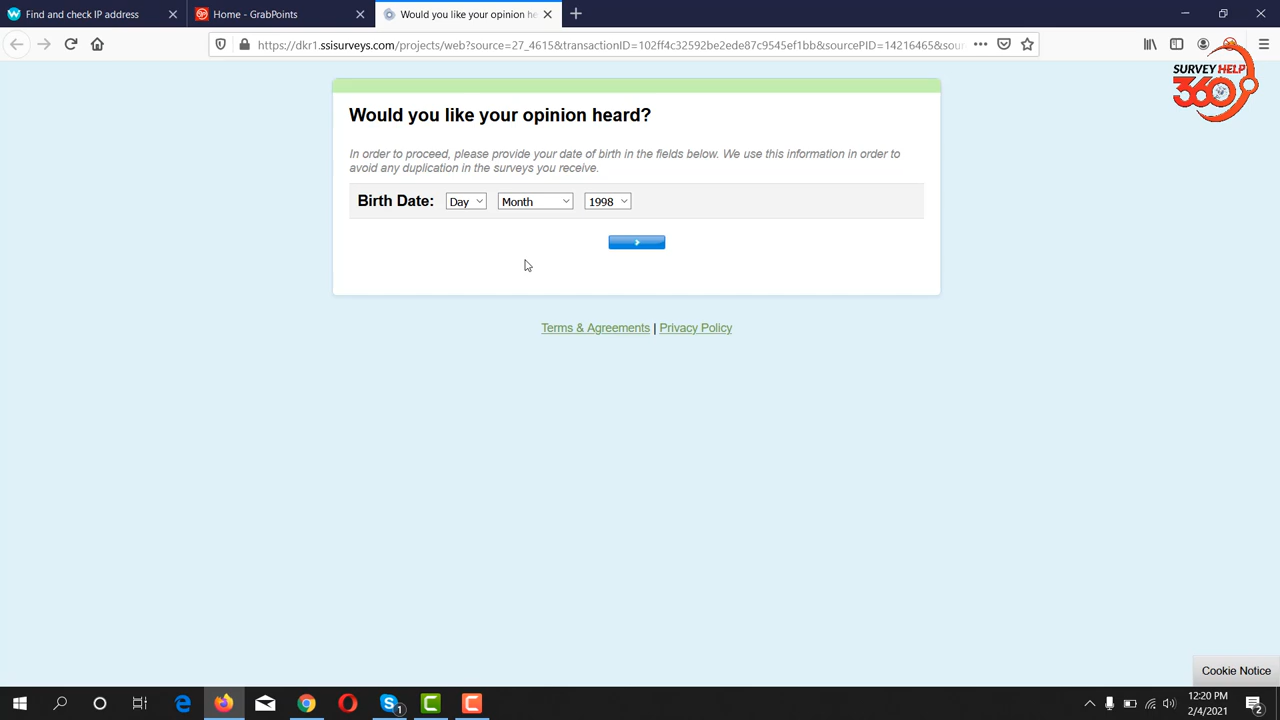 Find and check IP address
Home - GrabPoints
Would you like your opinion he
https://dkr1.ssisurveys.com/projects/web?source=27_4615&transactionID=102ff4c32592be2ede87c9545ef1bb&sourcePID=14216465&sou
SURVEY HELP
360
Would you like your opinion heard?
In order to proceed, please provide your date of birth in the fields below. We use this information in order to
avoid any duplication in the surveys you receive.
Birth Date: Day Month 1998
Terms & Agreements | Privacy Policy
Cookie Notice
12:20 PM
2/4/2021
1
2